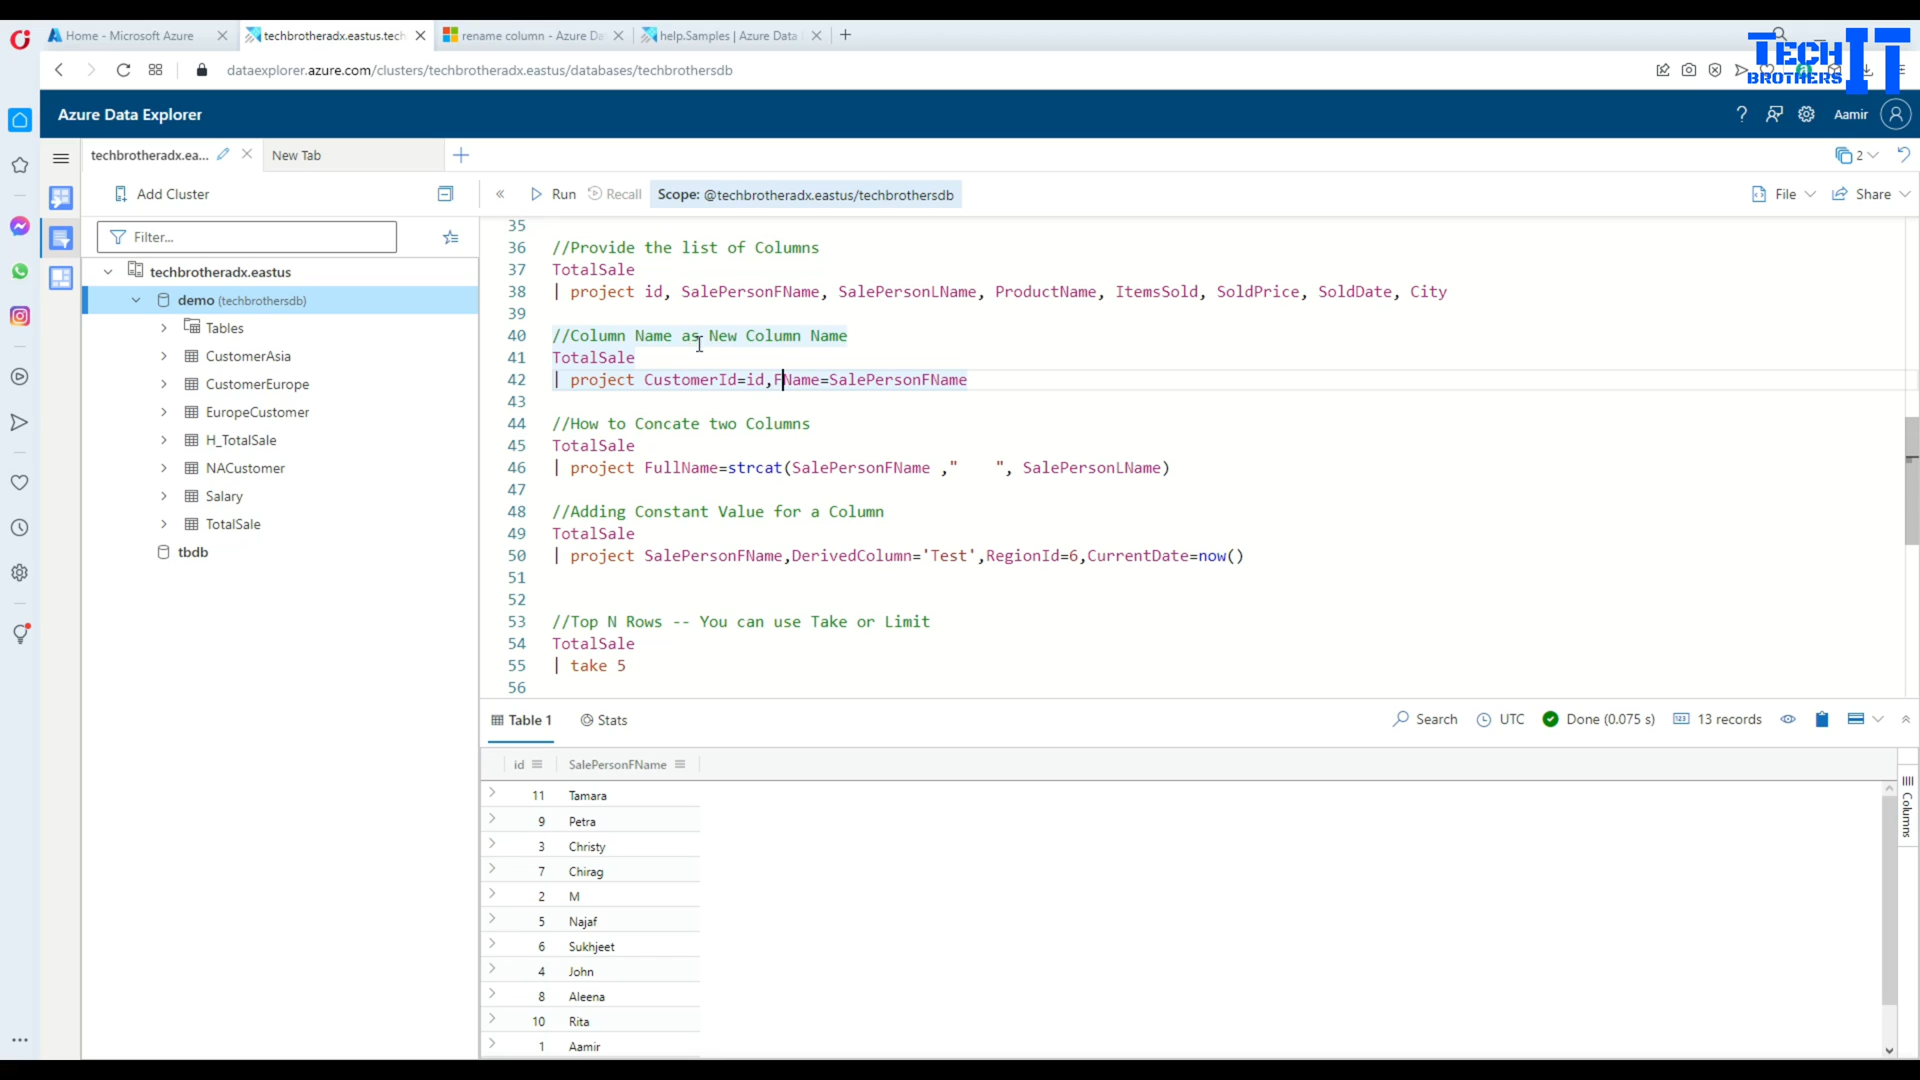 Home - Microsoft Azure
techbrotheradx.eastus.tech
rename column - Azure Da
help.Samples | Azure Data
TECH IT
BROTHERS
dataexplorer.azure.com/clusters/techbrotheradx.eastus/databases/techbrothersdb
Azure Data Explorer
Aamir
techbrotheradx.ea...
New Tab
2
Add Cluster
Run
Recall
Scope: @techbrotheradx.eastus/techbrothersdb
File
Share
Filter...
techbrotheradx.eastus
demo (techbrothersdb)
Tables
CustomerAsia
CustomerEurope
EuropeCustomer
H_TotalSale
NACustomer
Salary
TotalSale
tbdb
35
36 //Provide the list of Columns
37 TotalSale
38 | project id, SalePersonFName, SalePersonLName, ProductName, ItemsSold, SoldPrice, SoldDate, City
39
40 //Column Name as New Column Name
41 TotalSale
42 | project CustomerId=id,FName=SalePersonFName
43
44 //How to Concate two Columns
45 TotalSale
46 | project FullName=strcat(SalePersonFName ,"    ", SalePersonLName)
47
48 //Adding Constant Value for a Column
49 TotalSale
50 | project SalePersonFName,DerivedColumn='Test',RegionId=6,CurrentDate=now()
51
52
53 //Top N Rows -- You can use Take or Limit
54 TotalSale
55 | take 5
56
Table 1
Stats
Search
UTC
Done (0.075 s)
13 records
id SalePersonFName
11 Tamara
9 Petra
3 Christy
7 Chirag
2 M
5 Najaf
6 Sukhjeet
4 John
8 Aleena
10 Rita
1 Aamir
Columns